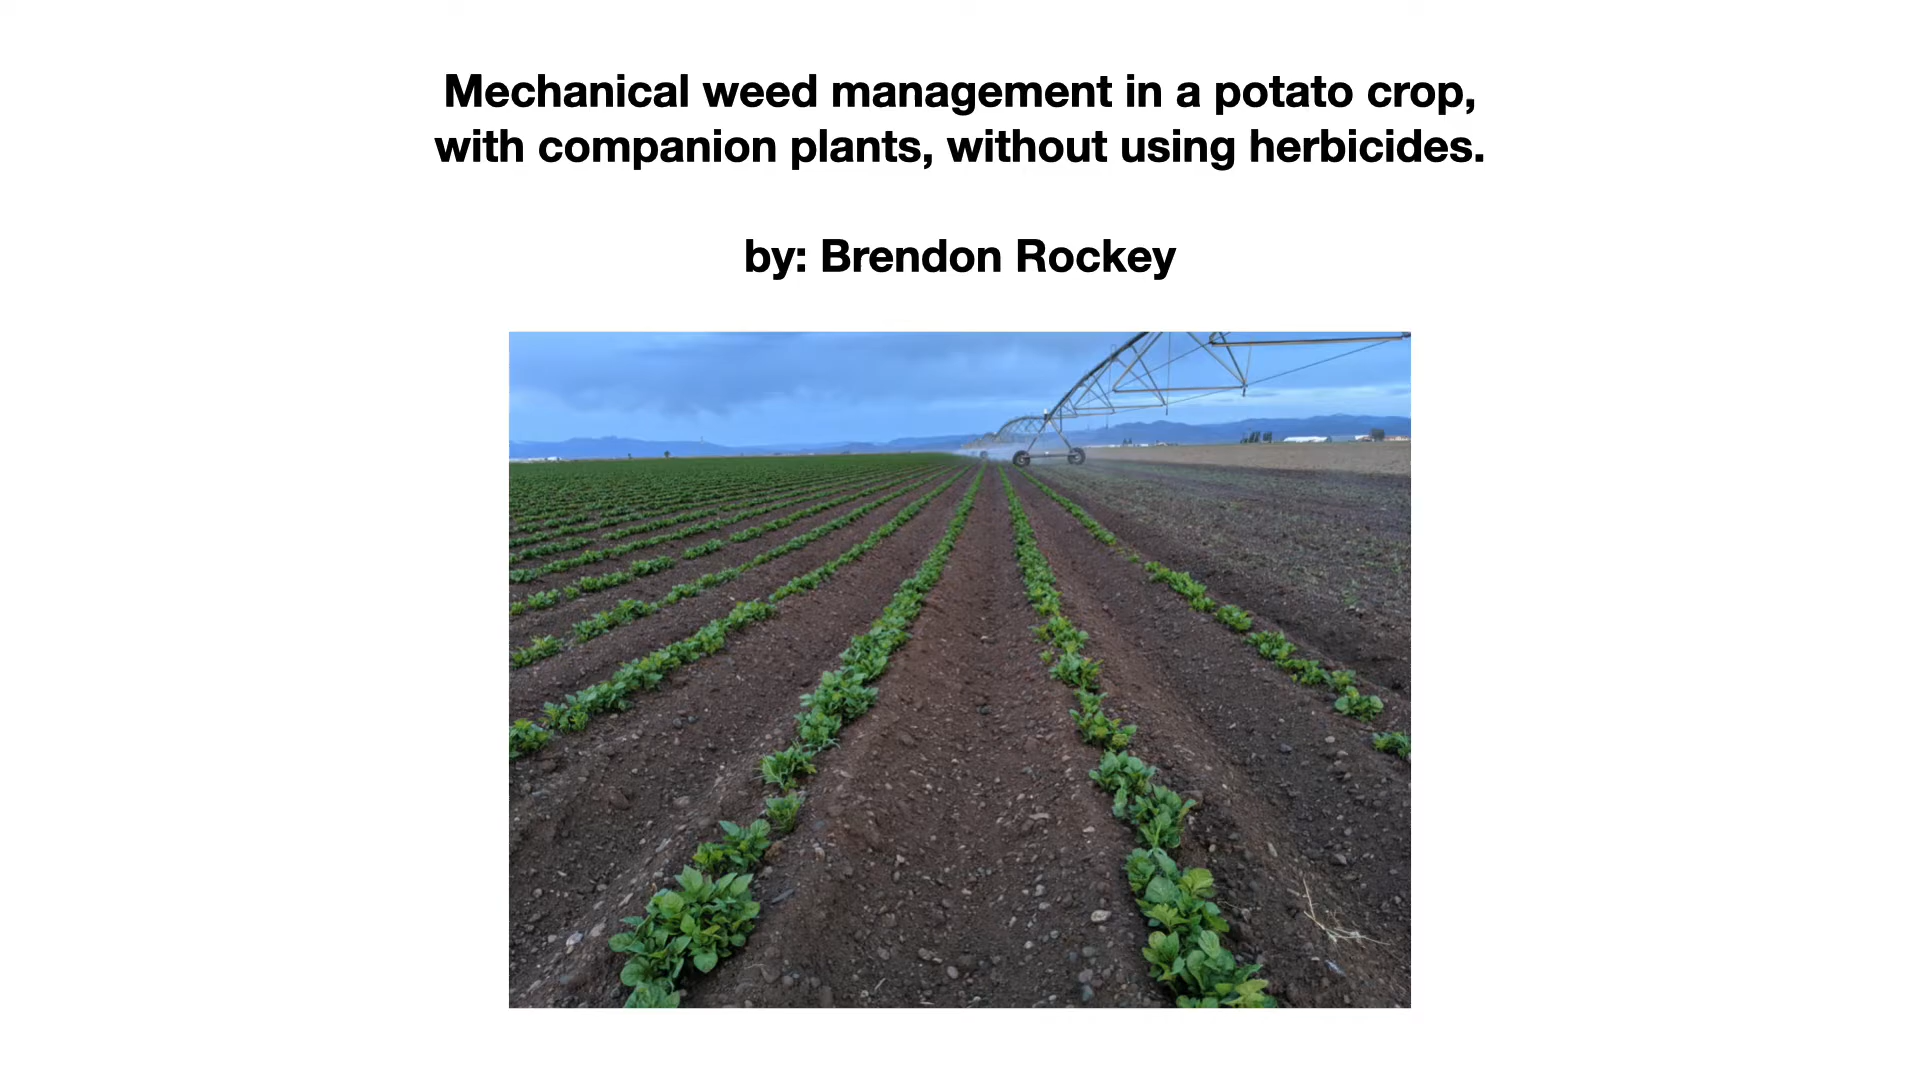 Mechanical weed management in a potato crop,
with companion plants, without using herbicides.
by: Brendon Rockey